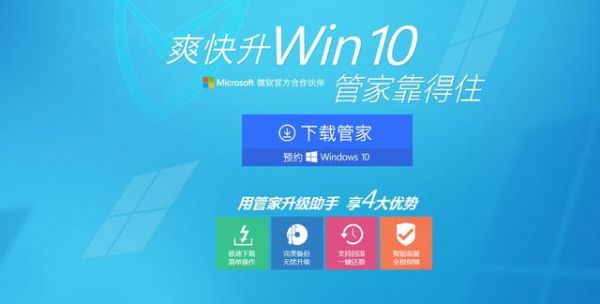 爽快升Win 10
Microsoft 微软官方合作伙伴
管家靠得住
下载管家
预约 Windows 10
用管家升级助手 享4大优势
极速下载
简单操作
完美备份
无忧升级
支持回滚
一键还原
智能客服
全程保障